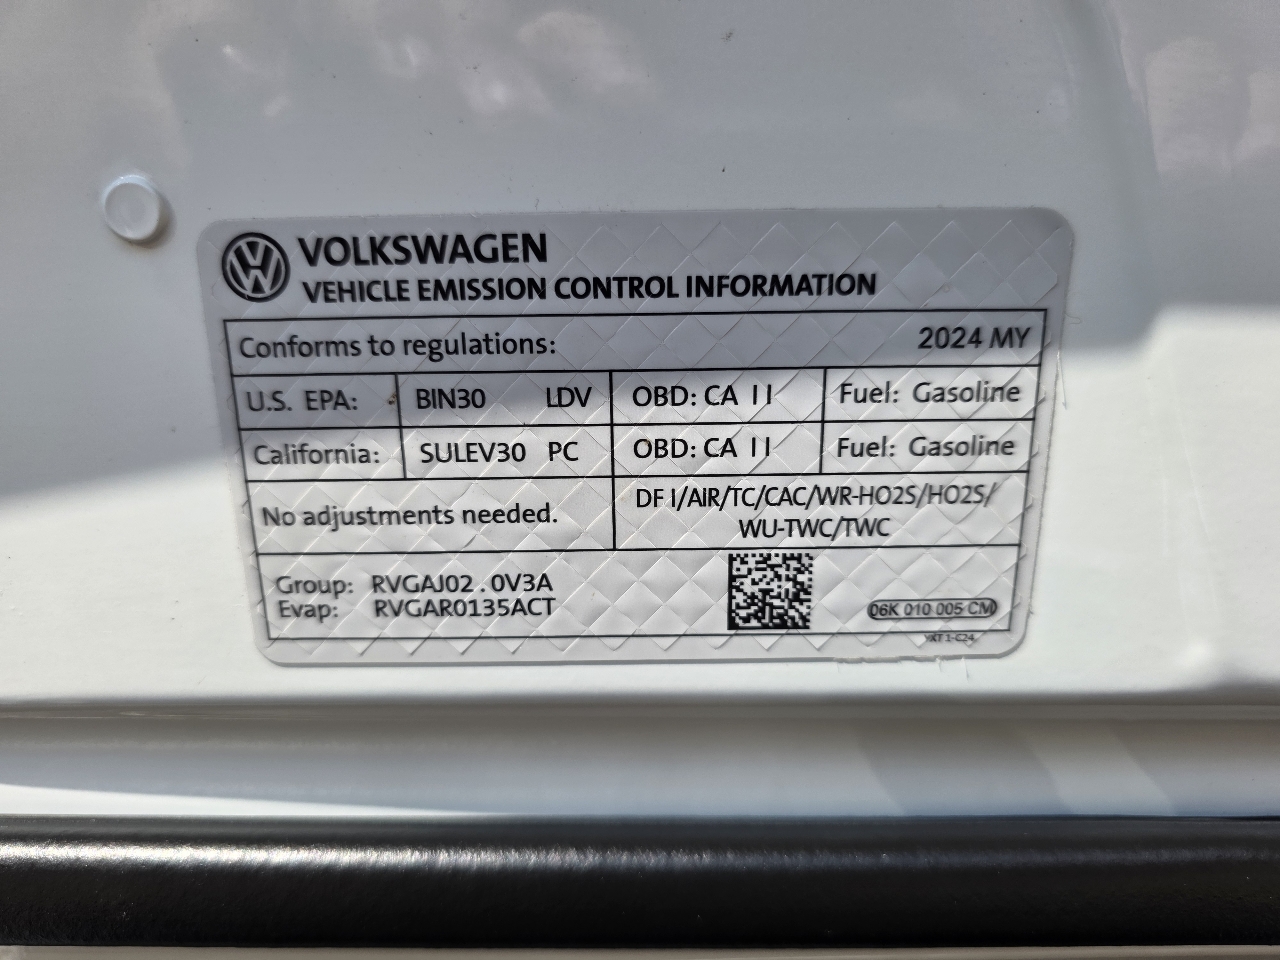 VOLKSWAGEN
VEHICLE EMISSION CONTROL INFORMATION
Conforms to regulations: 2024 MY
U.S. EPA: BIN30 LDV OBD: CA II Fuel: Gasoline
California: SULEV30 PC OBD: CA II Fuel: Gasoline
No adjustments needed. DFI/AIR/TC/CAC/WR-HO2S/HO2S/
WU-TWC/TWC
Group: RVGAJ02.0V3A
Evap: RVGAR0135ACT
06K 010 005 CM